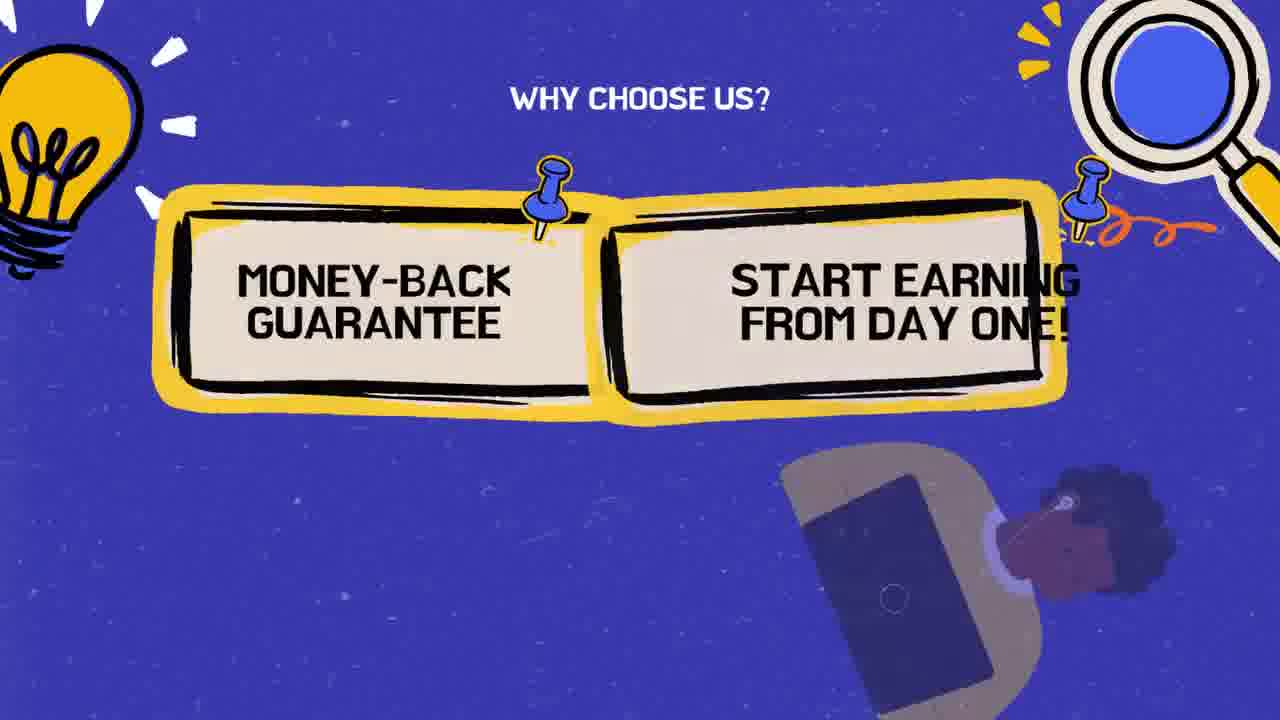 WHY CHOOSE US?
MONEY-BACK
GUARANTEE
START EARNING
FROM DAY ONE!